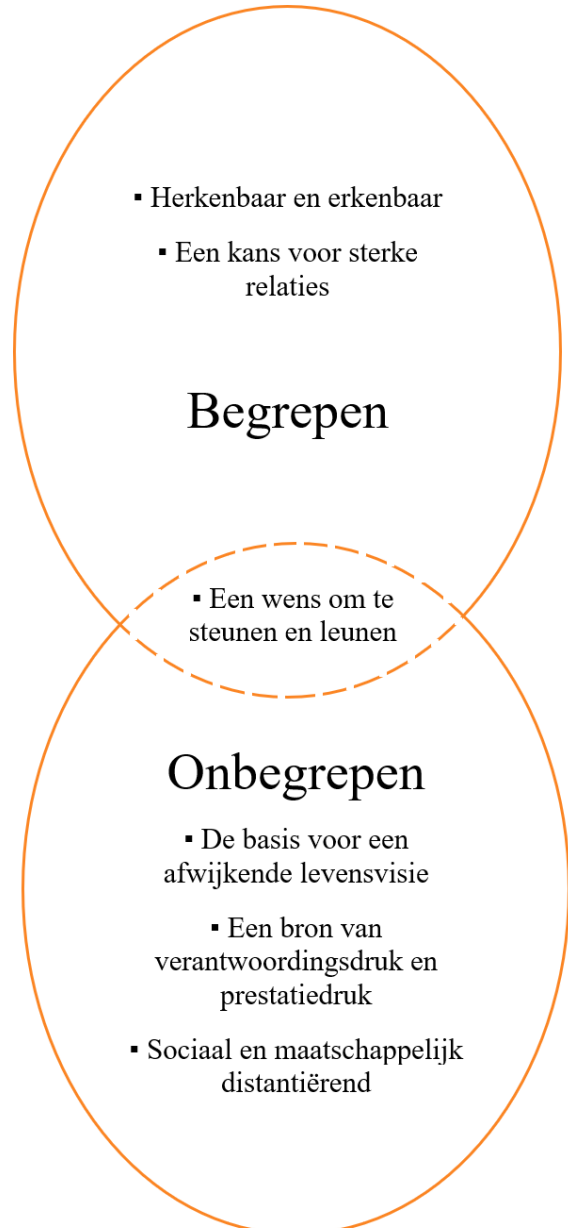 ▪ Herkenbaar en erkenbaar
▪ Een kans voor sterke
relaties
Begrepen
▪ Een wens om te
steunen en leunen
Onbegrepen
▪ De basis voor een
afwijkende levensvisie
▪ Een bron van
verantwoordingsdruk en
prestatiedruk
▪ Sociaal en maatschappelijk
distantiërend